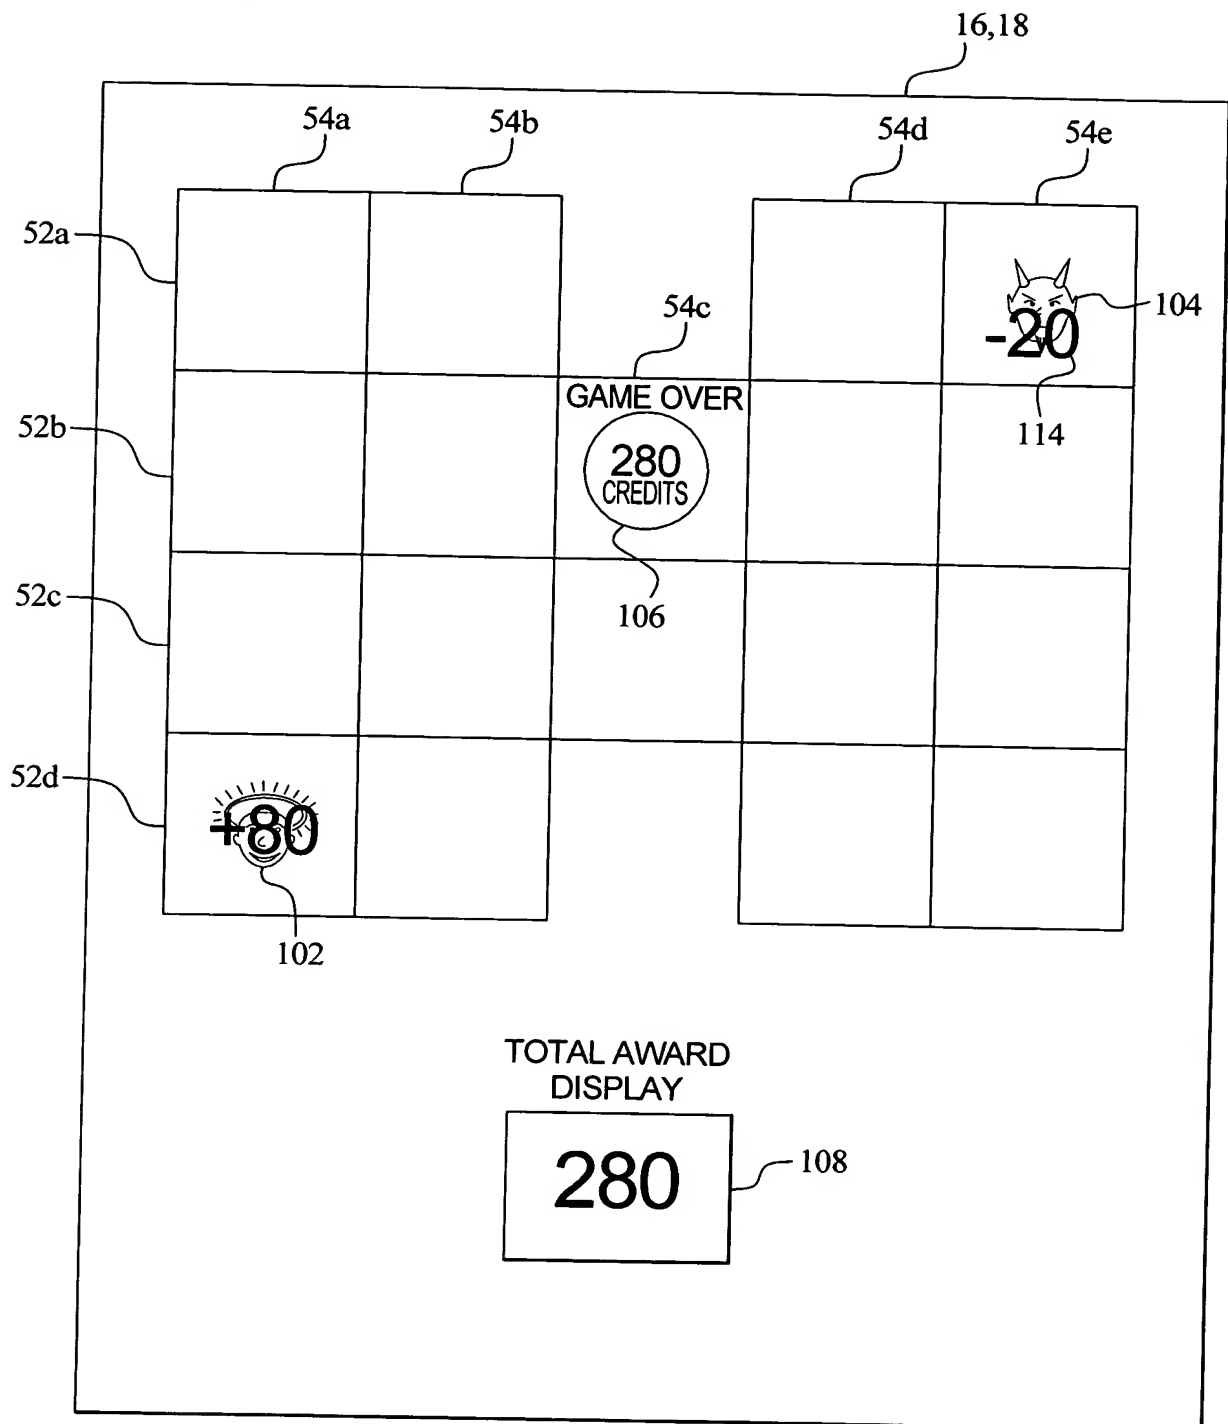 16,18
54a 54b 54d 54e
52a
104
-20
54c
GAME OVER
114
52b
280
CREDITS
52c
106
52d
+80
102
TOTAL AWARD
DISPLAY
280
108